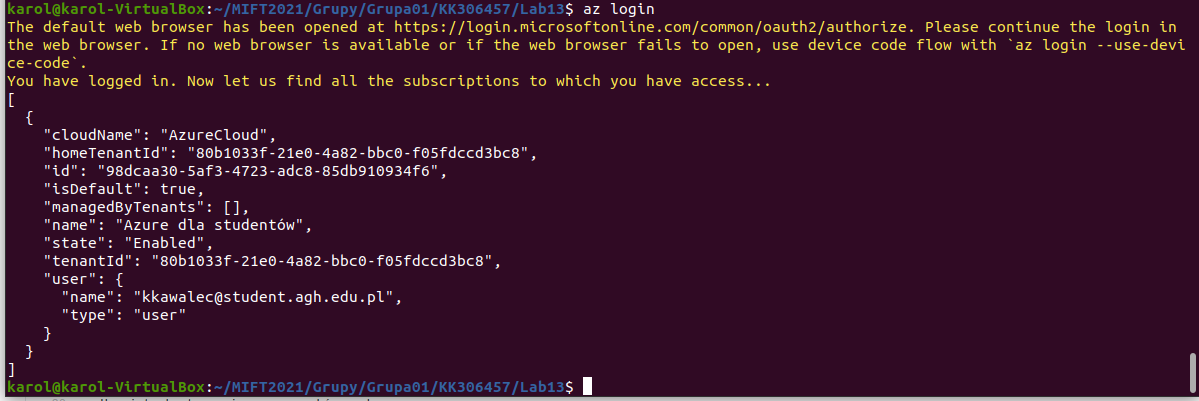 karol@karol-VirtualBox:~/MIFT2021/Grupy/Grupa01/KK306457/Lab13$ az login
The default web browser has been opened at https://login.microsoftonline.com/common/oauth2/authorize. Please continue the login in
the web browser. If no web browser is available or if the web browser fails to open, use device code flow with `az login --use-devi
ce-code`.
You have logged in. Now let us find all the subscriptions to which you have access...
[
  {
    "cloudName": "AzureCloud",
    "homeTenantId": "80b1033f-21e0-4a82-bbc0-f05fdccd3bc8",
    "id": "98dcaa30-5af3-4723-adc8-85db910934f6",
    "isDefault": true,
    "managedByTenants": [],
    "name": "Azure dla studentów",
    "state": "Enabled",
    "tenantId": "80b1033f-21e0-4a82-bbc0-f05fdccd3bc8",
    "user": {
      "name": "kkawalec@student.agh.edu.pl",
      "type": "user"
    }
  }
]
karol@karol-VirtualBox:~/MIFT2021/Grupy/Grupa01/KK306457/Lab13$